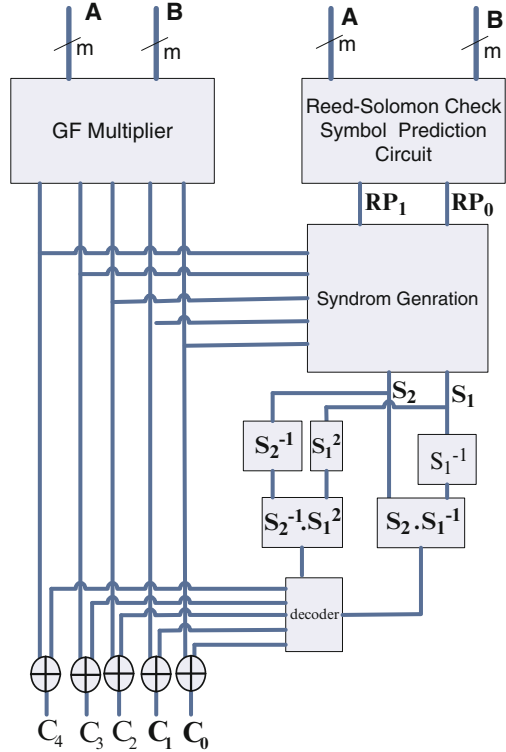 A B A B
m m m m
GF Multiplier
Reed-Solomon Check
Symbol Prediction
Circuit
RP₁ RP₀
Syndrom Genration
S₂ S₁
S₂⁻¹ S₁² S₁⁻¹
S₂⁻¹.S₁² S₂.S₁⁻¹
decoder
C₄ C₃ C₂ C₁ C₀